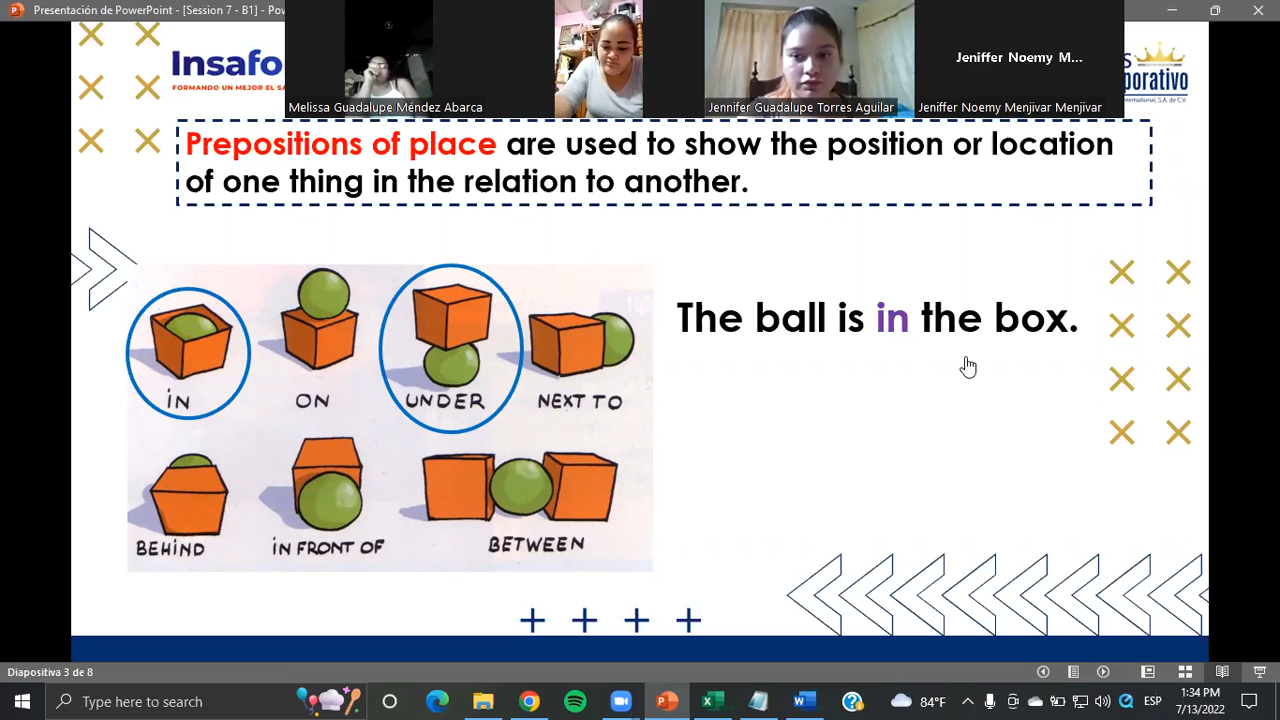 Presentación de PowerPoint - [Session 7 - B1] - Pow
Insafo
FORMANDO UN MEJOR EL SA
Melissa Guadalupe Méndez Abarca
Jennifer Guadalupe Torres Aguilar
Jeniffer Noemy M...
Jeniffer Noemy Menjivar Menjivar
s
porativo
International, S.A. de C.V.
Prepositions of place are used to show the position or location
of one thing in the relation to another.
The ball is in the box.
IN
ON
UNDER
NEXT TO
BEHIND
IN FRONT OF
BETWEEN
Diapositiva 3 de 8
Type here to search
84°F
ESP
1:34 PM
7/13/2022